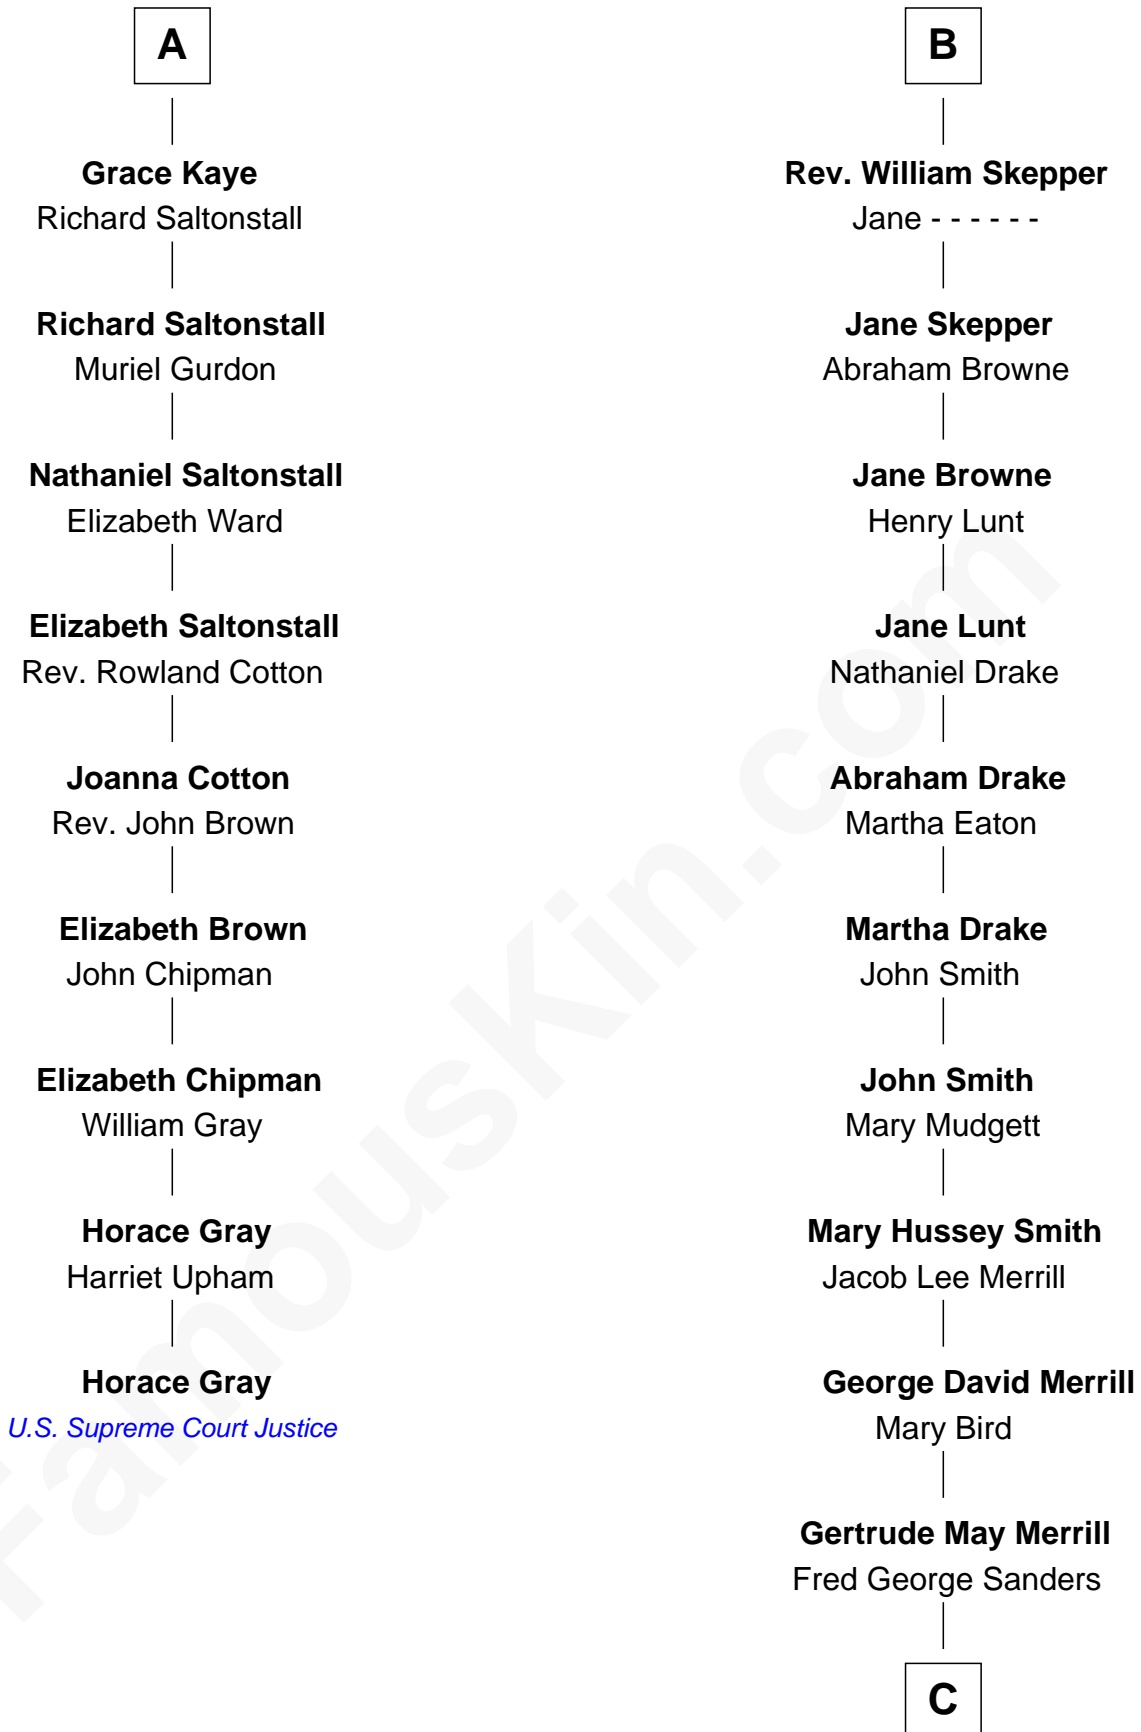 A
Grace Kaye
Richard Saltonstall
Richard Saltonstall
Muriel Gurdon
Nathaniel Saltonstall
Elizabeth Ward
Elizabeth Saltonstall
Rev. Rowland Cotton
Joanna Cotton
Rev. John Brown
Elizabeth Brown
John Chipman
Elizabeth Chipman
William Gray
Horace Gray
Harriet Upham
Horace Gray
U.S. Supreme Court Justice
B
Rev. William Skepper
Jane - - - - - -
Jane Skepper
Abraham Browne
Jane Browne
Henry Lunt
Jane Lunt
Nathaniel Drake
Abraham Drake
Martha Eaton
Martha Drake
John Smith
John Smith
Mary Mudgett
Mary Hussey Smith
Jacob Lee Merrill
George David Merrill
Mary Bird
Gertrude May Merrill
Fred George Sanders
C
FamousKin.com